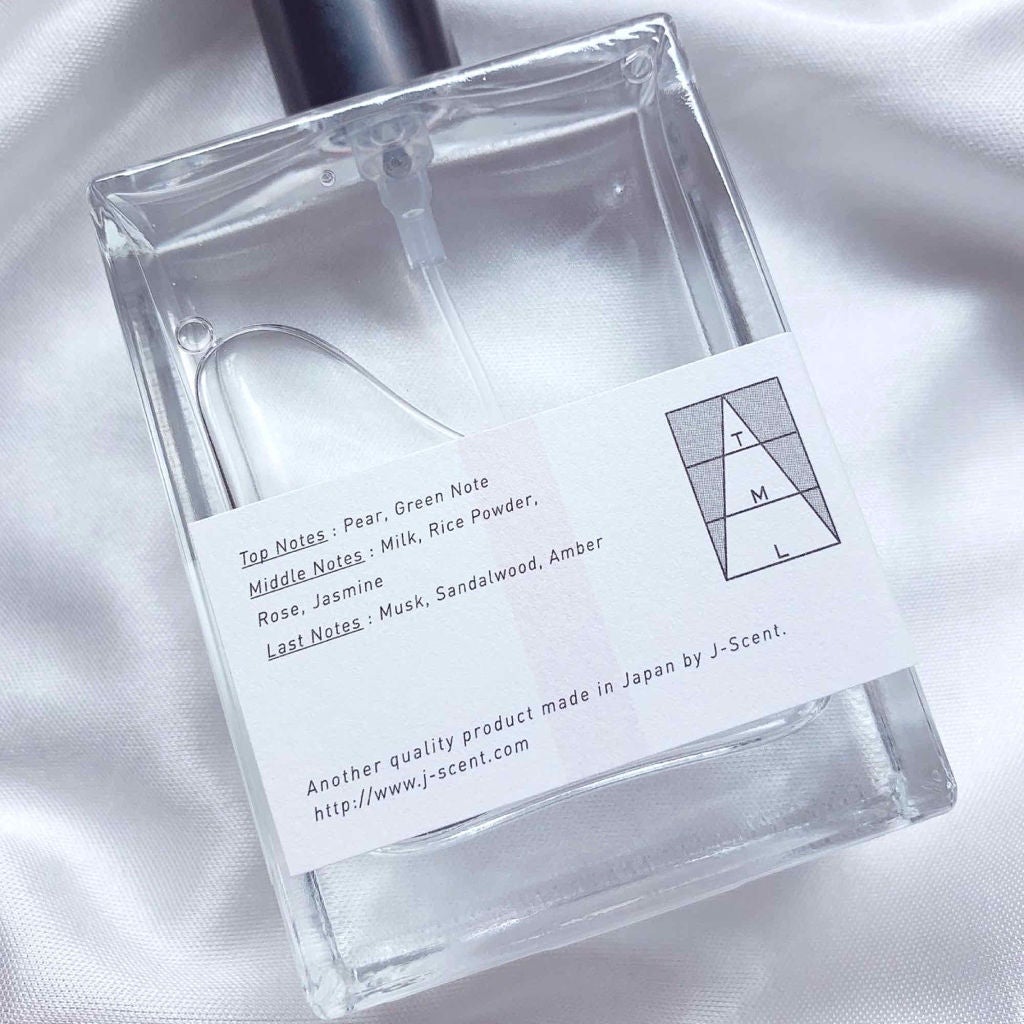 Top Notes : Pear, Green Note
Middle Notes : Milk, Rice Powder,
Rose, Jasmine
Last Notes : Musk, Sandalwood, Amber
T
M
L
Another quality product made in Japan by J-Scent.
http://www.j-scent.com